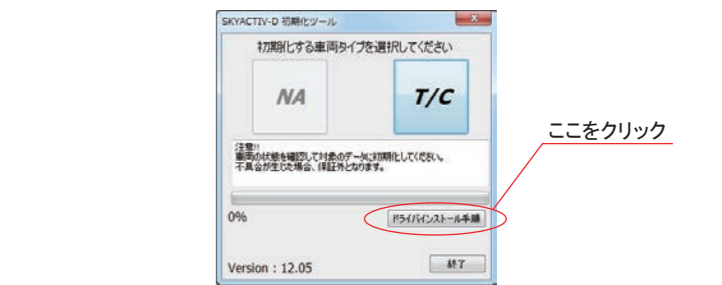 SKYACTIV-D 初期化ツール
初期化する車両タイプを選択してください
NA
T/C
ここをクリック
注意!!
車両の状態を確認して対象のデータに初期化してください。
不具合が生じた場合、保証外となります。
0%
ドライバインストール手順
Version : 12.05
終了